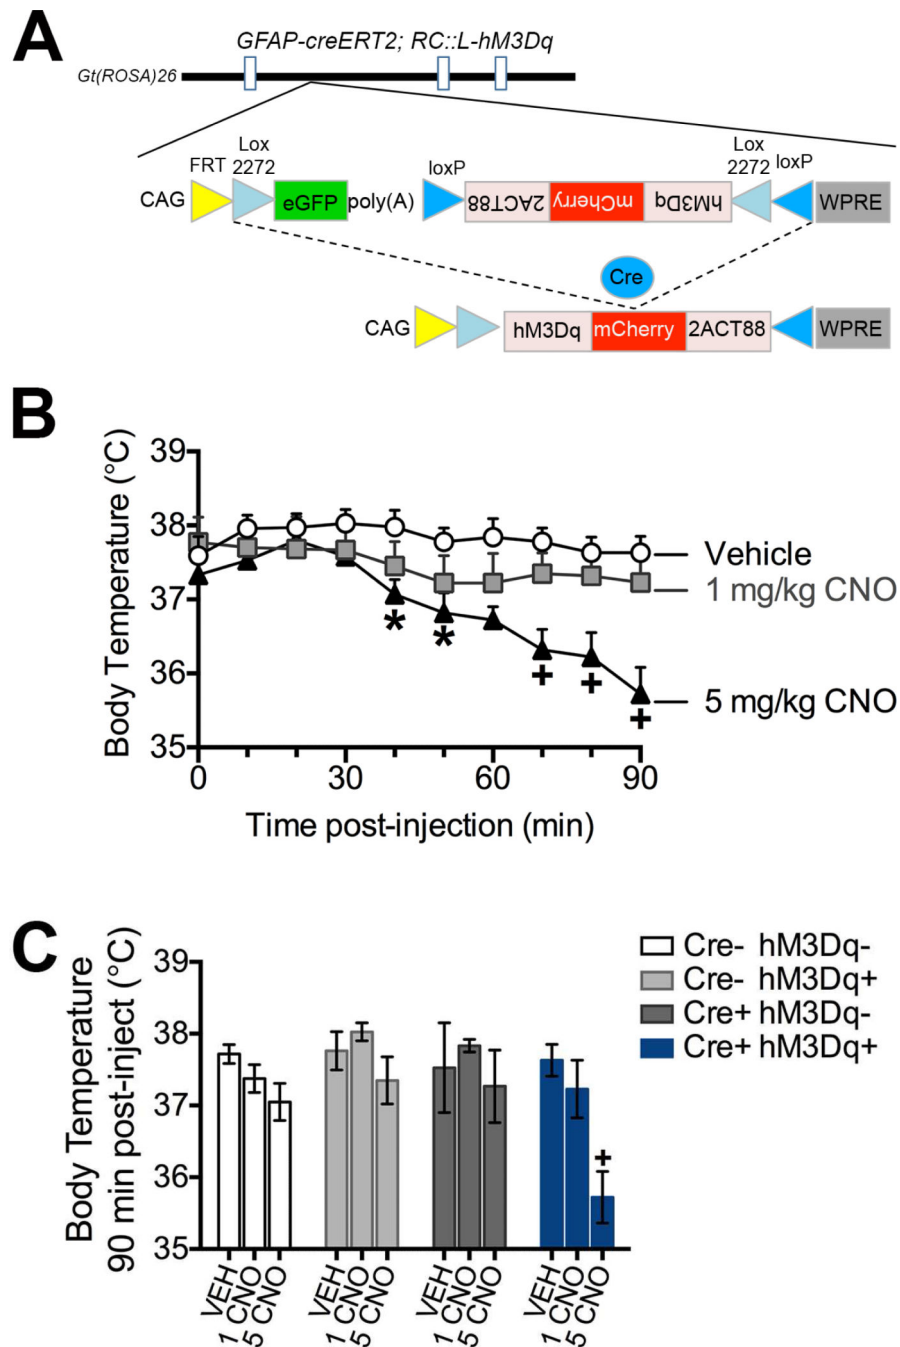 A
GFAP-creERT2; RC::L-hM3Dq
Gt(ROSA)26
FRT
Lox
2272
loxP
Lox
2272
loxP
CAG
eGFP
poly(A)
2ACT88
mCherry
hM3Dq
WPRE
Cre
CAG
hM3Dq
mCherry
2ACT88
WPRE
B
Body Temperature (°C)
39
38
37
36
35
0
30
60
90
Time post-injection (min)
*
*
+
+
+
Vehicle
1 mg/kg CNO
5 mg/kg CNO
C
Body Temperature
90 min post-inject (°C)
39
38
37
36
35
+
VEH
1 CNO
5 CNO
VEH
1 CNO
5 CNO
VEH
1 CNO
5 CNO
VEH
1 CNO
5 CNO
Cre- hM3Dq-
Cre- hM3Dq+
Cre+ hM3Dq-
Cre+ hM3Dq+